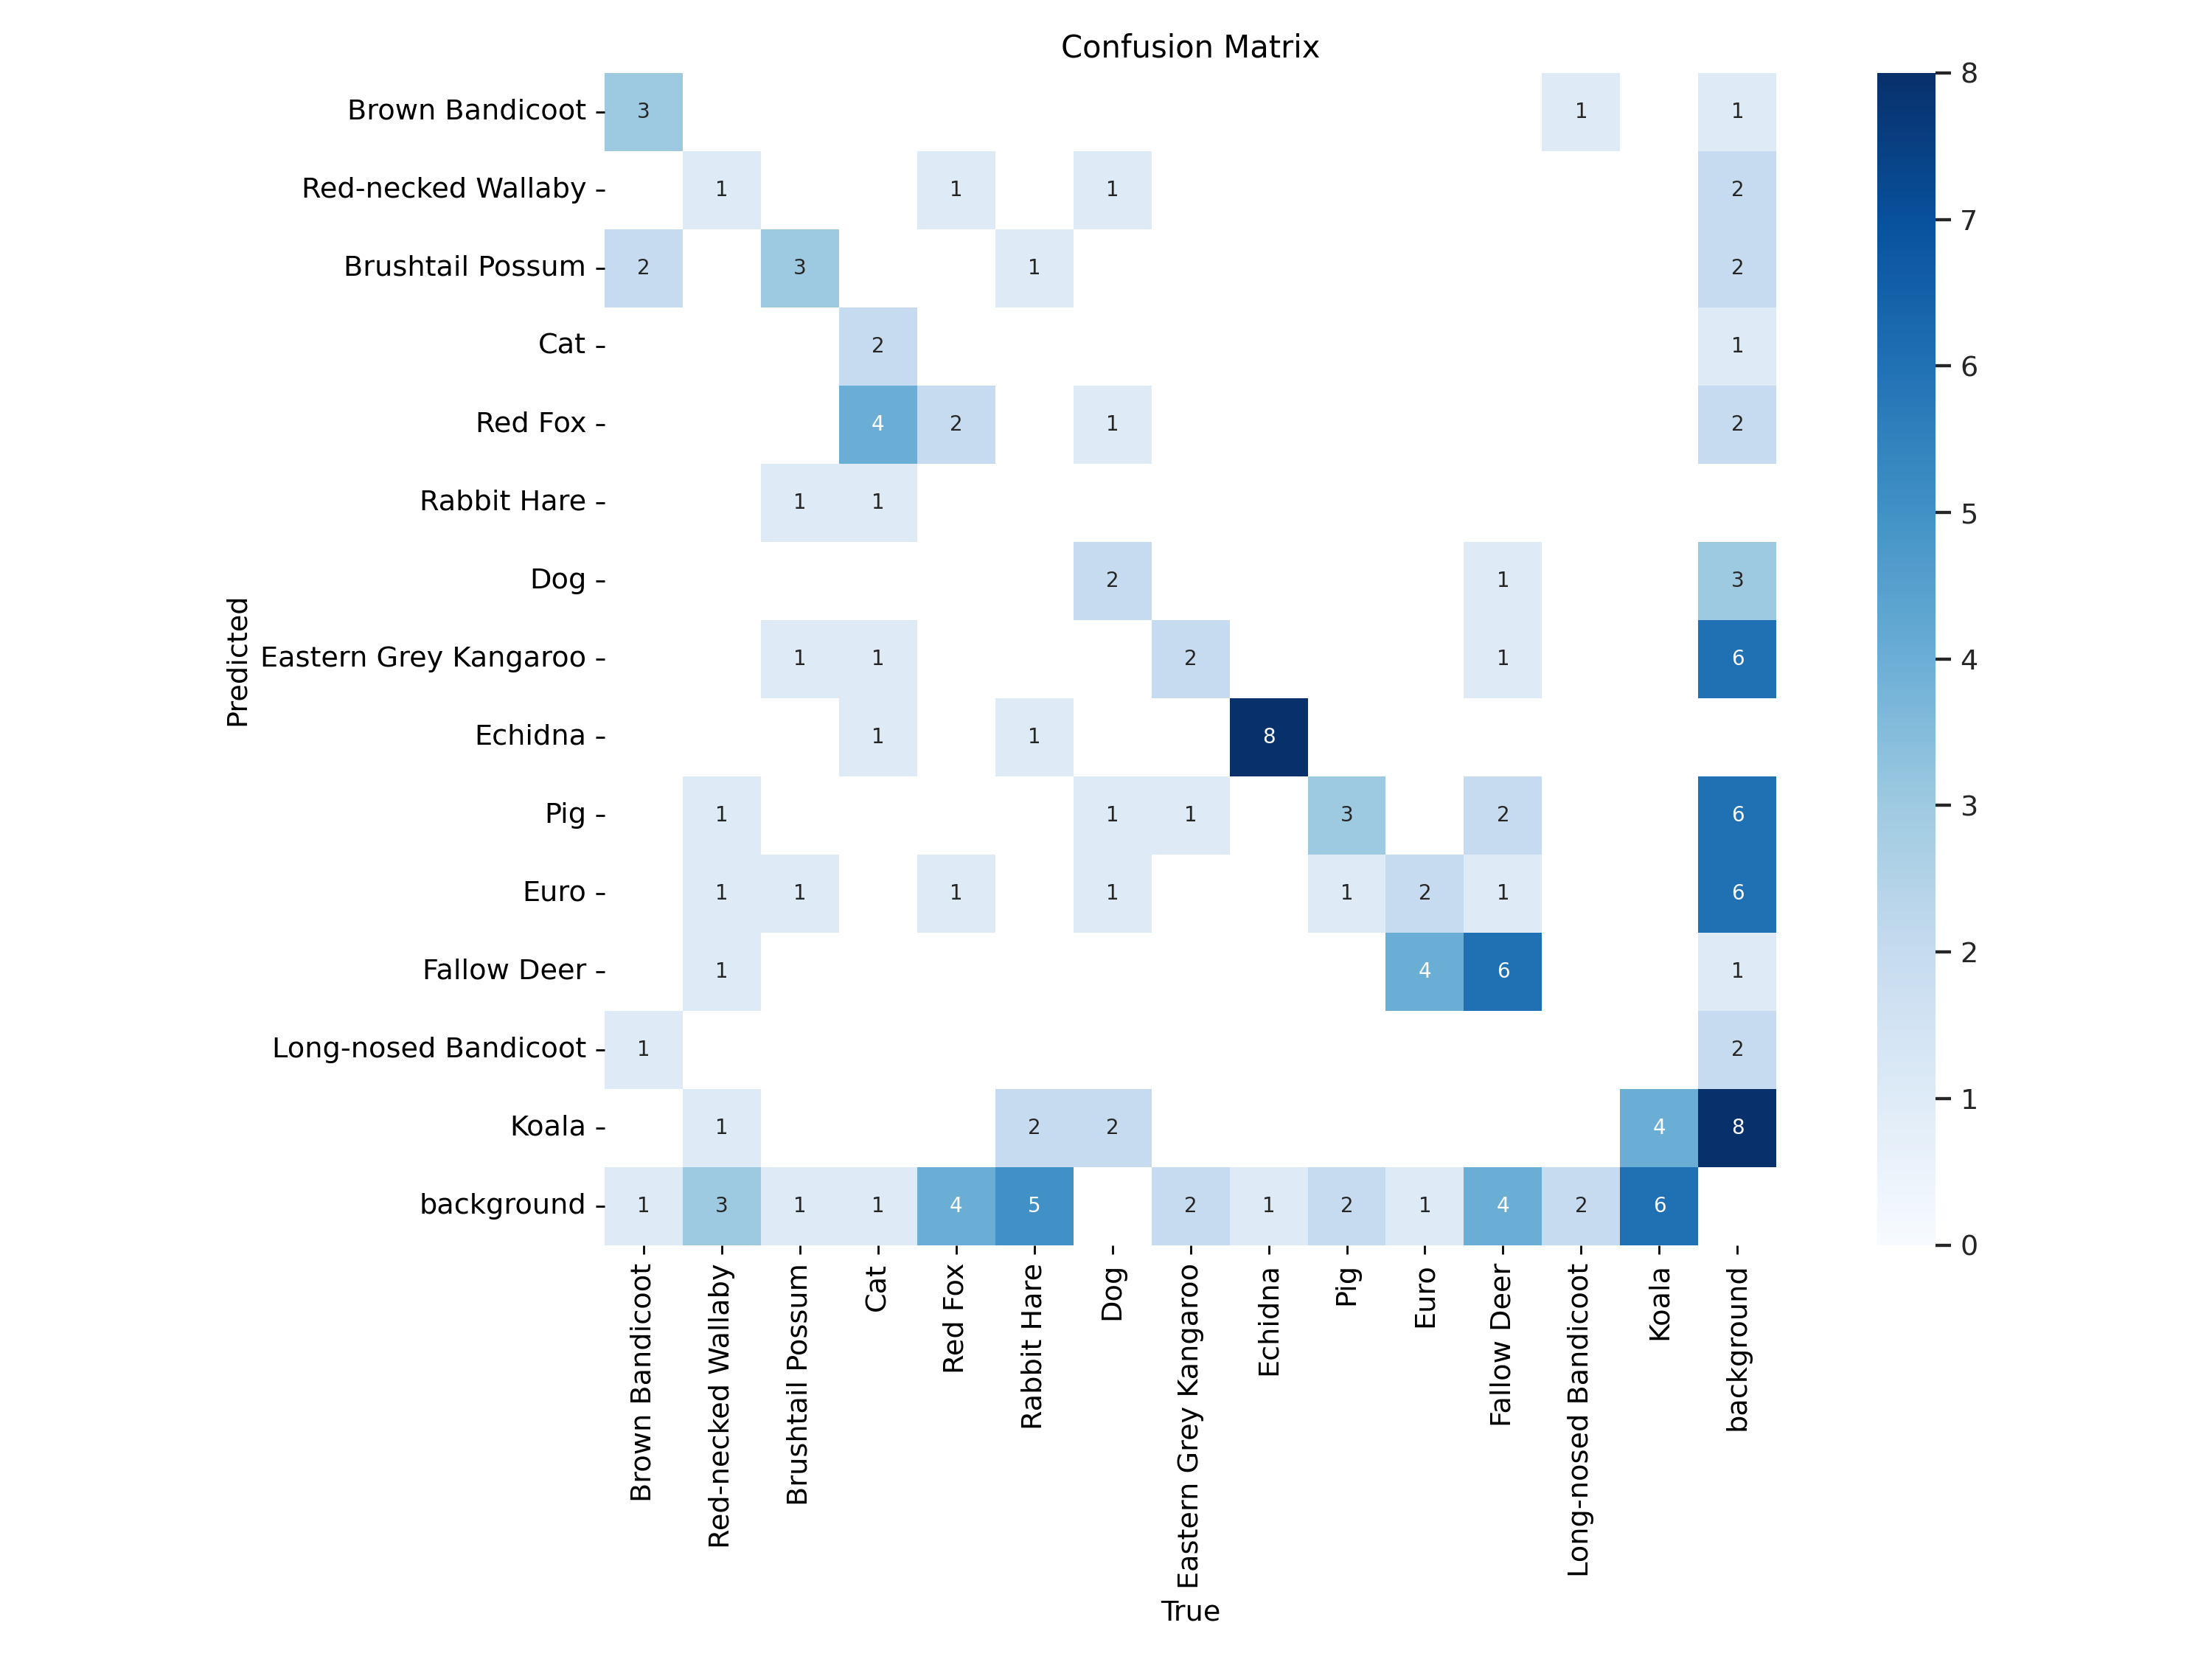 Confusion Matrix
Predicted
Brown Bandicoot 3 1 1
Red-necked Wallaby 1 1 1 2
Brushtail Possum 2 3 1 2
Cat 2 1
Red Fox 4 2 1 2
Rabbit Hare 1 1
Dog 2 1 3
Eastern Grey Kangaroo 1 1 2 1 6
Echidna 1 1 8
Pig 1 1 1 3 2 6
Euro 1 1 1 1 1 2 1 6
Fallow Deer 1 4 6 1
Long-nosed Bandicoot 1 2
Koala 1 2 2 4 8
background 1 3 1 1 4 5 2 1 2 1 4 2 6
Brown Bandicoot
Red-necked Wallaby
Brushtail Possum
Cat
Red Fox
Rabbit Hare
Dog
Eastern Grey Kangaroo
Echidna
Pig
Euro
Fallow Deer
Long-nosed Bandicoot
Koala
background
True
8
7
6
5
4
3
2
1
0